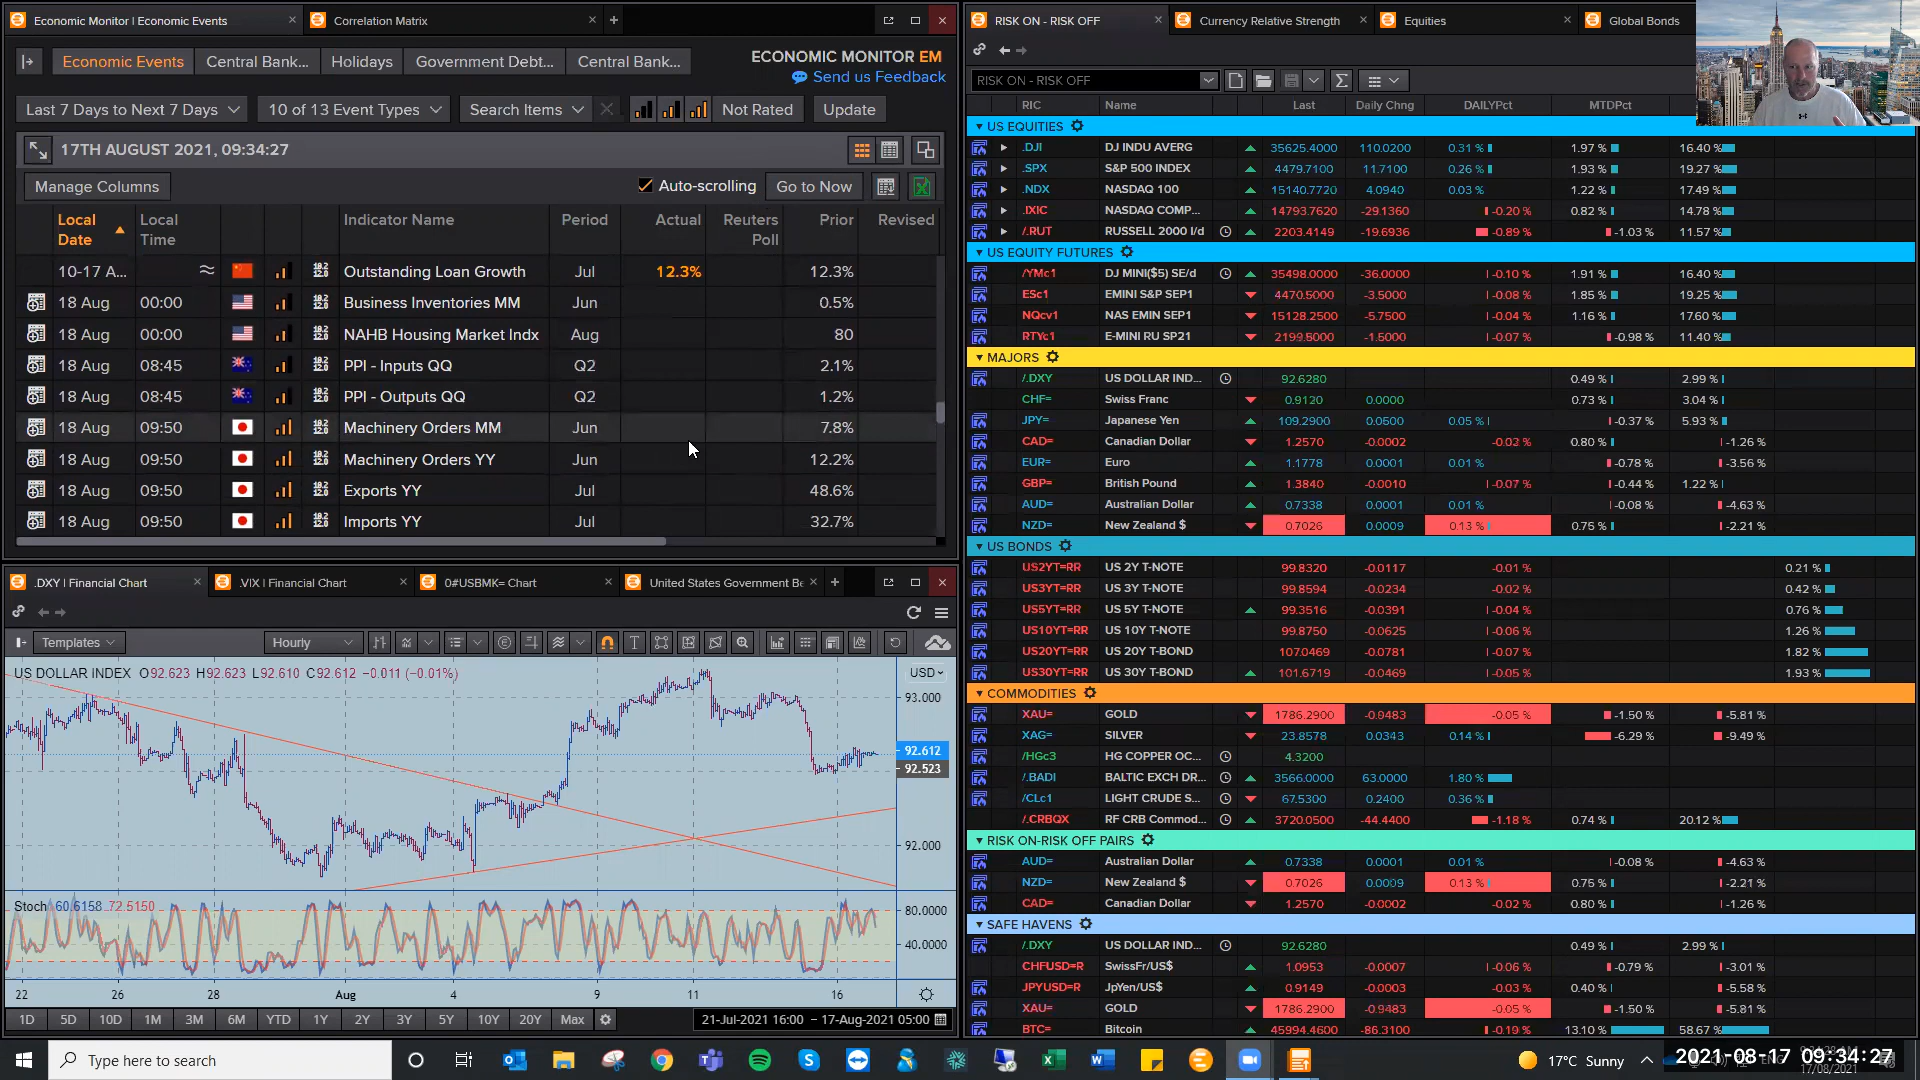 Economic Monitor | Economic Events
Correlation Matrix
Economic Events
Central Bank...
Holidays
Government Debt...
Central Bank...
ECONOMIC MONITOR EM
Send us Feedback
Last 7 Days to Next 7 Days
10 of 13 Event Types
Search Items
Not Rated
Update
17TH AUGUST 2021, 09:34:27
Manage Columns
Auto-scrolling
Go to Now
Local Date Local Time Indicator Name Period Actual Reuters Poll Prior Revised
10-17 A... Outstanding Loan Growth Jul 12.3% 12.3%
18 Aug 00:00 Business Inventories MM Jun 0.5%
18 Aug 00:00 NAHB Housing Market Indx Aug 80
18 Aug 08:45 PPI - Inputs QQ Q2 2.1%
18 Aug 08:45 PPI - Outputs QQ Q2 1.2%
18 Aug 09:50 Machinery Orders MM Jun 7.8%
18 Aug 09:50 Machinery Orders YY Jun 12.2%
18 Aug 09:50 Exports YY Jul 48.6%
18 Aug 09:50 Imports YY Jul 32.7%
.DXY | Financial Chart
.VIX | Financial Chart
0#USBMK= Chart
United States Government Be
Templates
Hourly
US DOLLAR INDEX O92.623 H92.623 L92.610 C92.612 -0.011 (-0.01%)
USD
93.000
92.612
92.523
92.000
Stoch 60.6158 72.5150
80.0000
40.0000
22 26 28 Aug 4 9 11 16
1D 5D 10D 1M 3M 6M YTD 1Y 2Y 3Y 5Y 10Y 20Y Max
21-Jul-2021 16:00 – 17-Aug-2021 05:00
RISK ON - RISK OFF
Currency Relative Strength
Equities
Global Bonds
RISK ON - RISK OFF
RIC Name Last Daily Chng DAILYPct MTDPct
US EQUITIES
.DJI DJ INDU AVERG 35625.4000 110.0200 0.31 % 1.97 % 16.40 %
.SPX S&P 500 INDEX 4479.7100 11.7100 0.26 % 1.93 % 19.27 %
.NDX NASDAQ 100 15140.7720 4.0940 0.03 % 1.22 % 17.49 %
.IXIC NASDAQ COMP... 14793.7620 -29.1360 -0.20 % 0.82 % 14.78 %
/.RUT RUSSELL 2000 I/d 2203.4149 -19.6936 -0.89 % -1.03 % 11.57 %
US EQUITY FUTURES
/YMc1 DJ MINI($5) SE/d 35498.0000 -36.0000 -0.10 % 1.91 % 16.40 %
ESc1 EMINI S&P SEP1 4470.5000 -3.5000 -0.08 % 1.85 % 19.25 %
NQcv1 NAS EMIN SEP1 15128.2500 -5.7500 -0.04 % 1.16 % 17.60 %
RTYc1 E-MINI RU SP21 2199.5000 -1.5000 -0.07 % -0.98 % 11.40 %
MAJORS
/.DXY US DOLLAR IND... 92.6280 0.49 % 2.99 %
CHF= Swiss Franc 0.9120 0.0000 0.73 % 3.04 %
JPY= Japanese Yen 109.2900 0.0500 0.05 % -0.37 % 5.93 %
CAD= Canadian Dollar 1.2570 -0.0002 -0.02 % 0.80 % -1.26 %
EUR= Euro 1.1778 0.0001 0.01 % -0.78 % -3.56 %
GBP= British Pound 1.3840 -0.0010 -0.07 % -0.44 % 1.22 %
AUD= Australian Dollar 0.7338 0.0001 0.01 % -0.08 % -4.63 %
NZD= New Zealand $ 0.7026 0.0009 0.13 % 0.75 % -2.21 %
US BONDS
US2YT=RR US 2Y T-NOTE 99.8320 -0.0117 -0.01 % 0.21 %
US3YT=RR US 3Y T-NOTE 99.8594 -0.0234 -0.02 % 0.42 %
US5YT=RR US 5Y T-NOTE 99.3516 -0.0391 -0.04 % 0.76 %
US10YT=RR US 10Y T-NOTE 99.8750 -0.0625 -0.06 % 1.26 %
US20YT=RR US 20Y T-BOND 107.0469 -0.0781 -0.07 % 1.82 %
US30YT=RR US 30Y T-BOND 101.6719 -0.0469 -0.05 % 1.93 %
COMMODITIES
XAU= GOLD 1786.2900 -0.9483 -0.05 % -1.50 % -5.81 %
XAG= SILVER 23.8578 0.0343 0.14 % -6.29 % -9.49 %
/HGc3 HG COPPER OC... 4.3200
/.BADI BALTIC EXCH DR... 3566.0000 63.0000 1.80 %
/CLc1 LIGHT CRUDE S... 67.5300 0.2400 0.36 %
/.CRBQX RF CRB Commod... 3720.0500 -44.4400 -1.18 % 0.74 % 20.12 %
RISK ON-RISK OFF PAIRS
AUD= Australian Dollar 0.7338 0.0001 0.01 % -0.08 % -4.63 %
NZD= New Zealand $ 0.7026 0.0009 0.13 % 0.75 % -2.21 %
CAD= Canadian Dollar 1.2570 -0.0002 -0.02 % 0.80 % -1.26 %
SAFE HAVENS
/.DXY US DOLLAR IND... 92.6280 0.49 % 2.99 %
CHFUSD=R SwissFr/US$ 1.0953 -0.0007 -0.06 % -0.79 % -3.01 %
JPYUSD=R JpYen/US$ 0.9149 -0.0003 -0.03 % 0.40 % -5.58 %
XAU= GOLD 1786.2900 -0.9483 -0.05 % -1.50 % -5.81 %
BTC= Bitcoin 45994.4600 -86.3100 -0.19 % 13.10 % 58.67 %
Type here to search
17°C Sunny
2021-08-17 09:34:27
17/08/2021